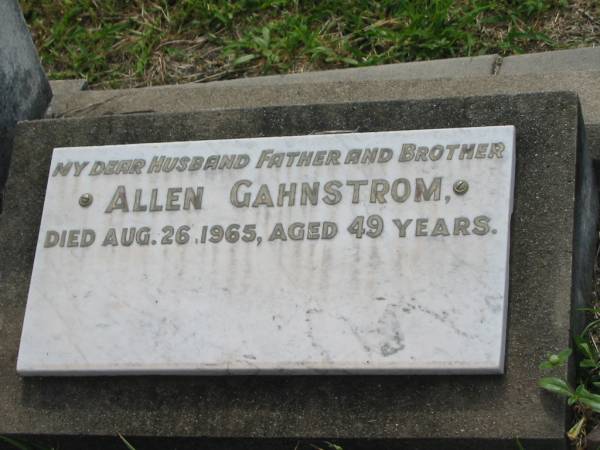 My Dear Husband Father and Brother
Allen Gahnstrom,
Died Aug. 26, 1965, Aged 49 Years.